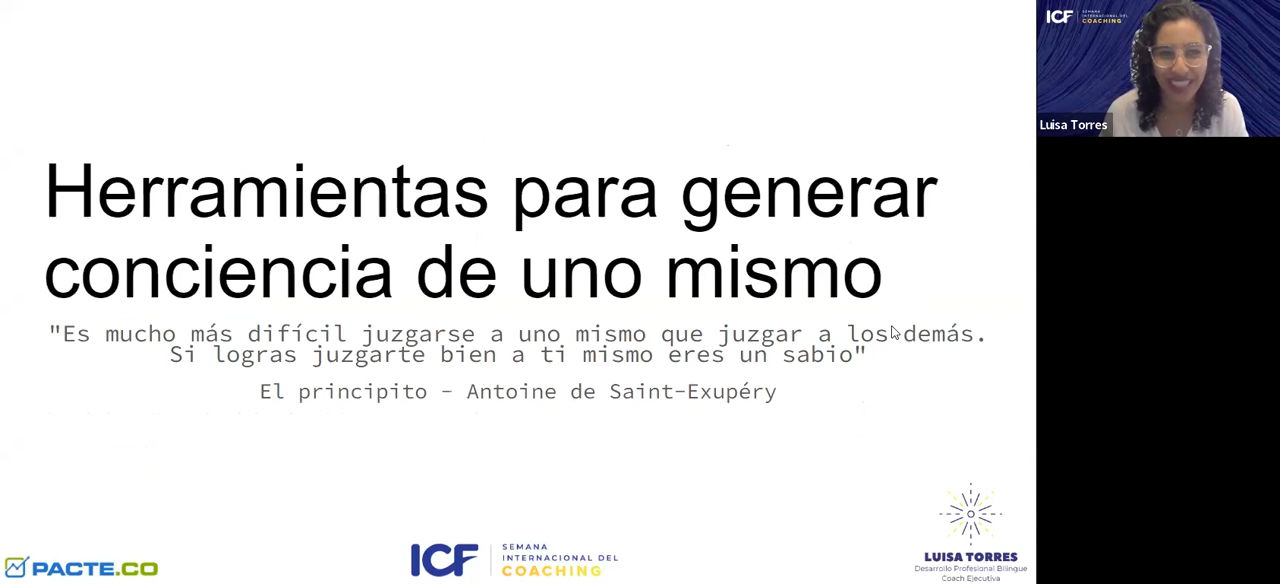 ICF
SEMANA
INTERNACIONAL DEL
COACHING
Luisa Torres
Herramientas para generar
conciencia de uno mismo
"Es mucho más difícil juzgarse a uno mismo que juzgar a los demás.
Si logras juzgarte bien a ti mismo eres un sabio"
El principito - Antoine de Saint-Exupéry
PACTE.CO
ICF
SEMANA
INTERNACIONAL DEL
COACHING
LUISA TORRES
Desarrollo Profesional Bilingue
Coach Ejecutiva